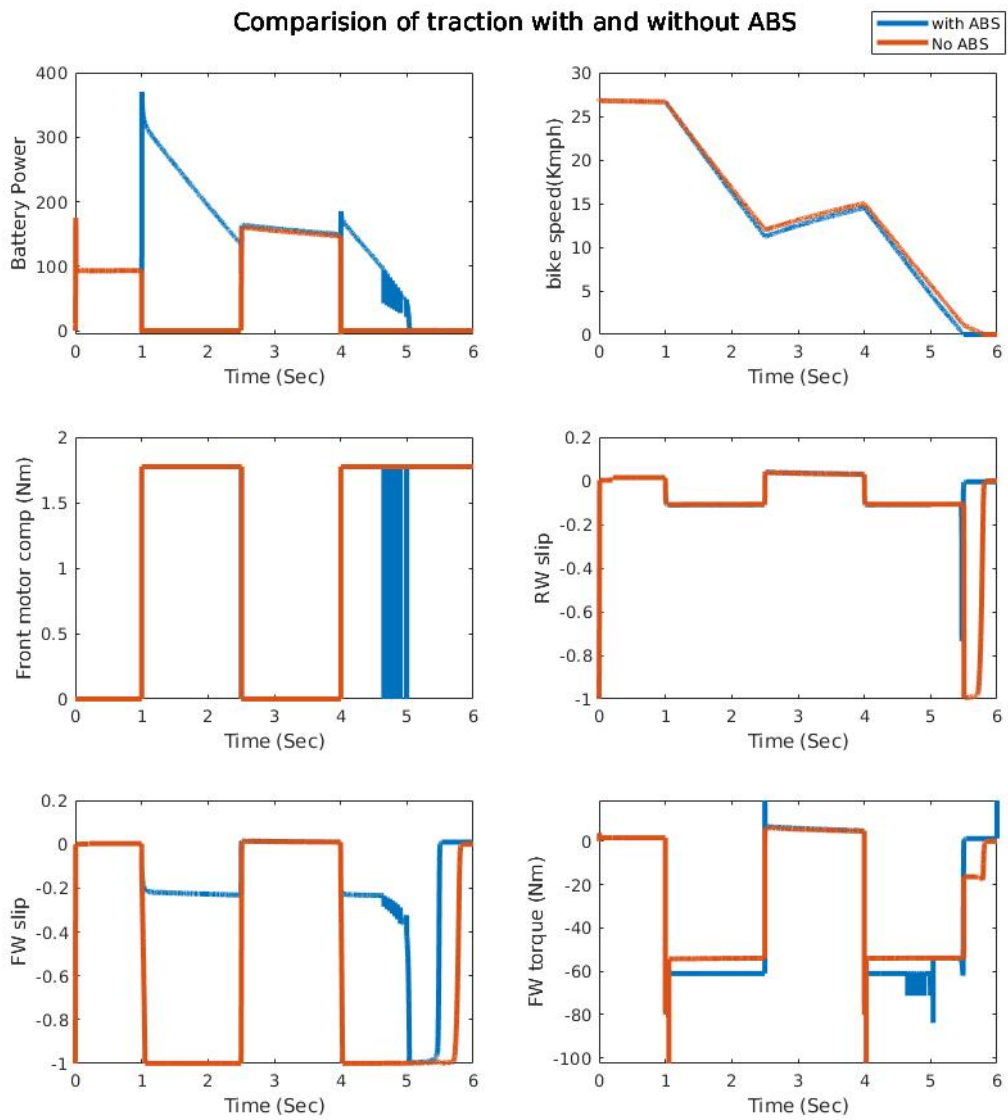 Comparision of traction with and without ABS
with ABS
No ABS
400
300
200
100
0
Battery Power
0 1 2 3 4 5 6
Time (Sec)
30
25
20
15
10
5
0
bike speed(Kmph)
0 1 2 3 4 5 6
Time (Sec)
2
1.5
1
0.5
0
Front motor comp (Nm)
0 1 2 3 4 5 6
Time (Sec)
0.2
0
-0.2
-0.4
-0.6
-0.8
-1
RW slip
0 1 2 3 4 5 6
Time (Sec)
0.2
0
-0.2
-0.4
-0.6
-0.8
-1
FW slip
0 1 2 3 4 5 6
Time (Sec)
0
-20
-40
-60
-80
-100
FW torque (Nm)
0 1 2 3 4 5 6
Time (Sec)